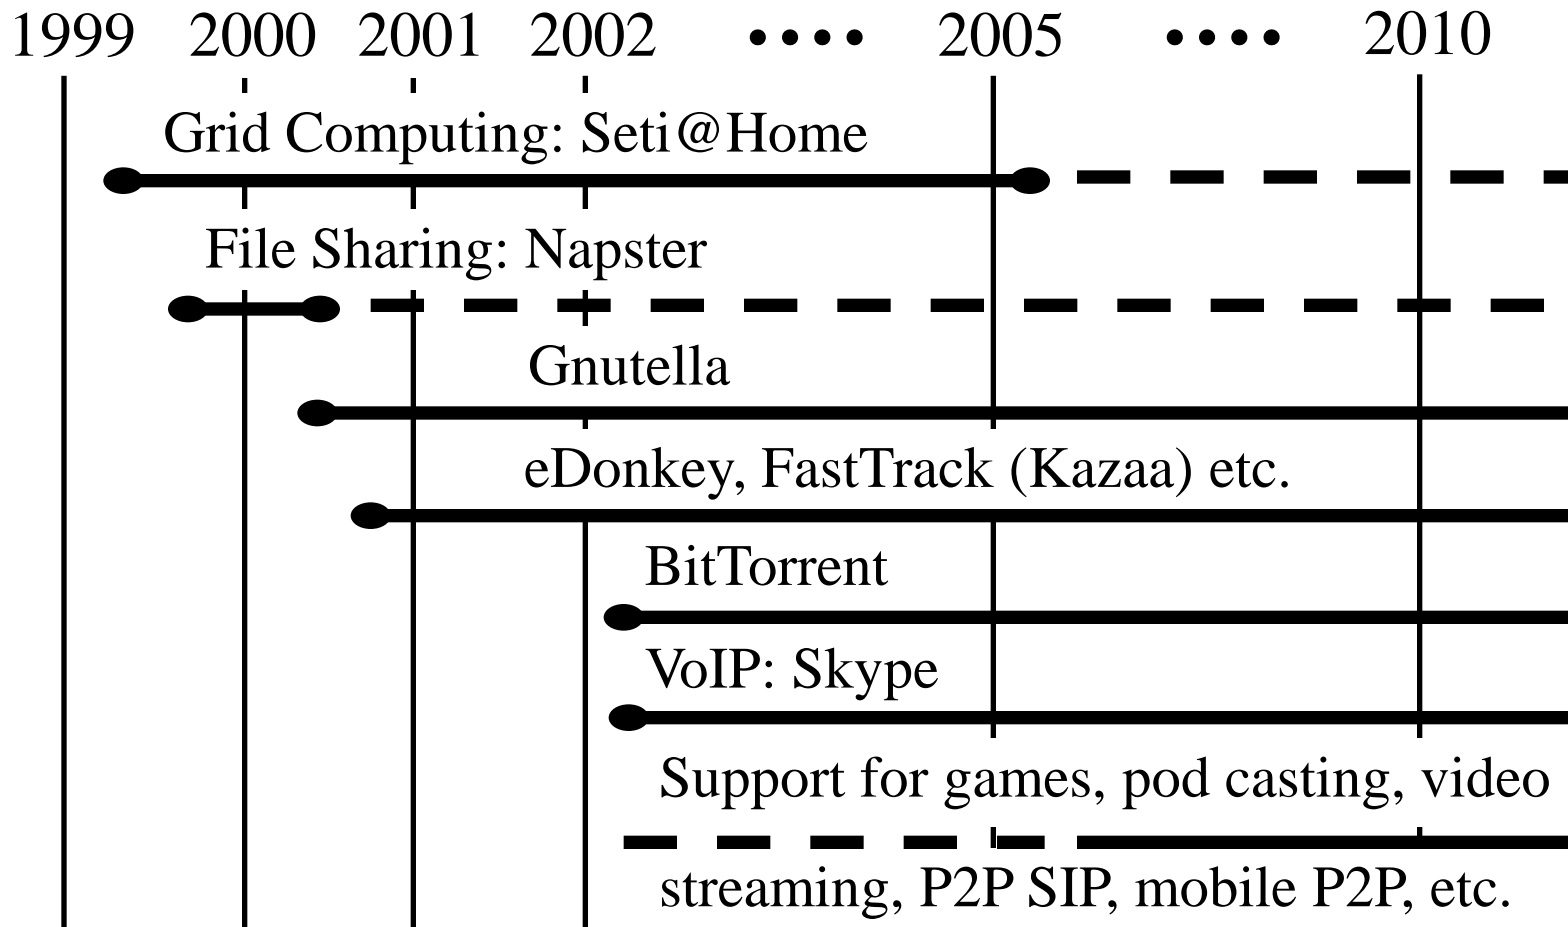 1999 2000 2001 2002 •••• 2005 •••• 2010
Grid Computing: Seti@Home
File Sharing: Napster
Gnutella
eDonkey, FastTrack (Kazaa) etc.
BitTorrent
VoIP: Skype
Support for games, pod casting, video
streaming, P2P SIP, mobile P2P, etc.